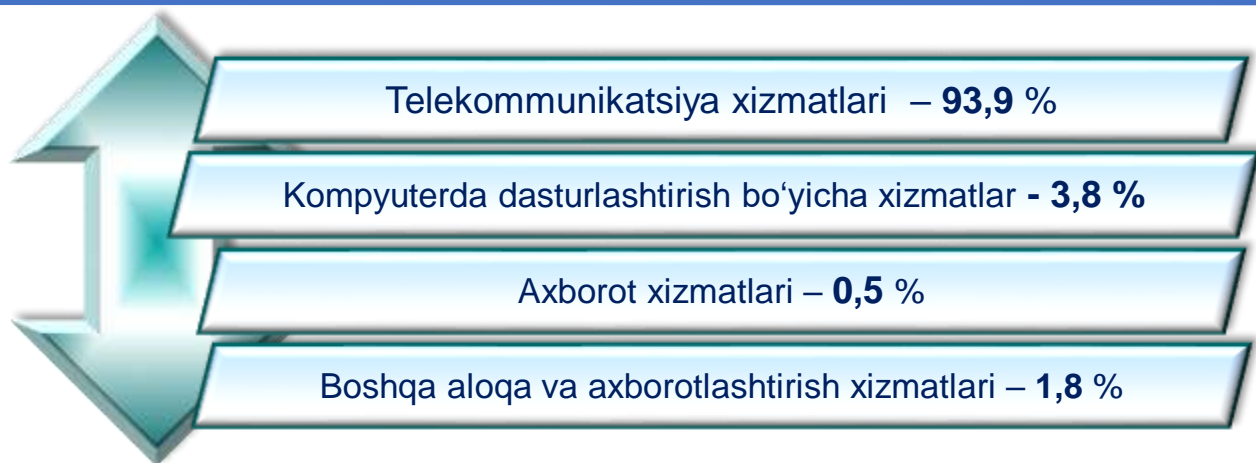 Telekommunikatsiya xizmatlari – 93,9 %
Kompyuterda dasturlashtirish bo‘yicha xizmatlar - 3,8 %
Axborot xizmatlari – 0,5 %
Boshqa aloqa va axborotlashtirish xizmatlari – 1,8 %